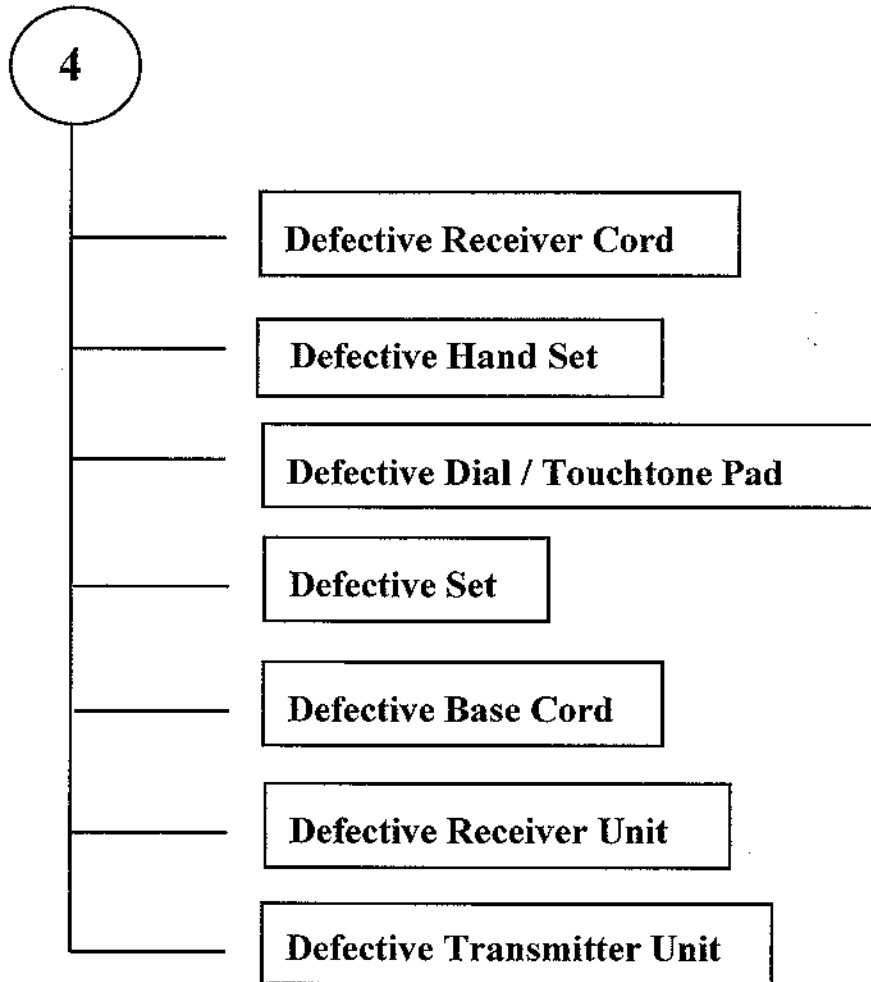 4
Defective Receiver Cord
Defective Hand Set
Defective Dial / Touchtone Pad
Defective Set
Defective Base Cord
Defective Receiver Unit
Defective Transmitter Unit